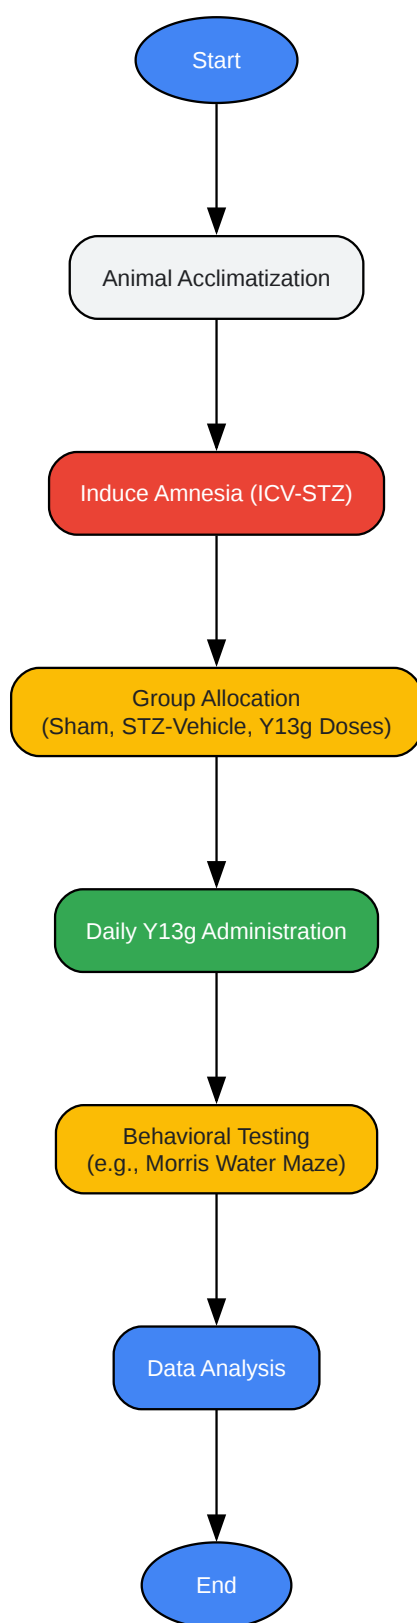 Start
Animal Acclimatization
Induce Amnesia (ICV-STZ)
Group Allocation
(Sham, STZ-Vehicle, Y13g Doses)
Daily Y13g Administration
Behavioral Testing
(e.g., Morris Water Maze)
Data Analysis
End